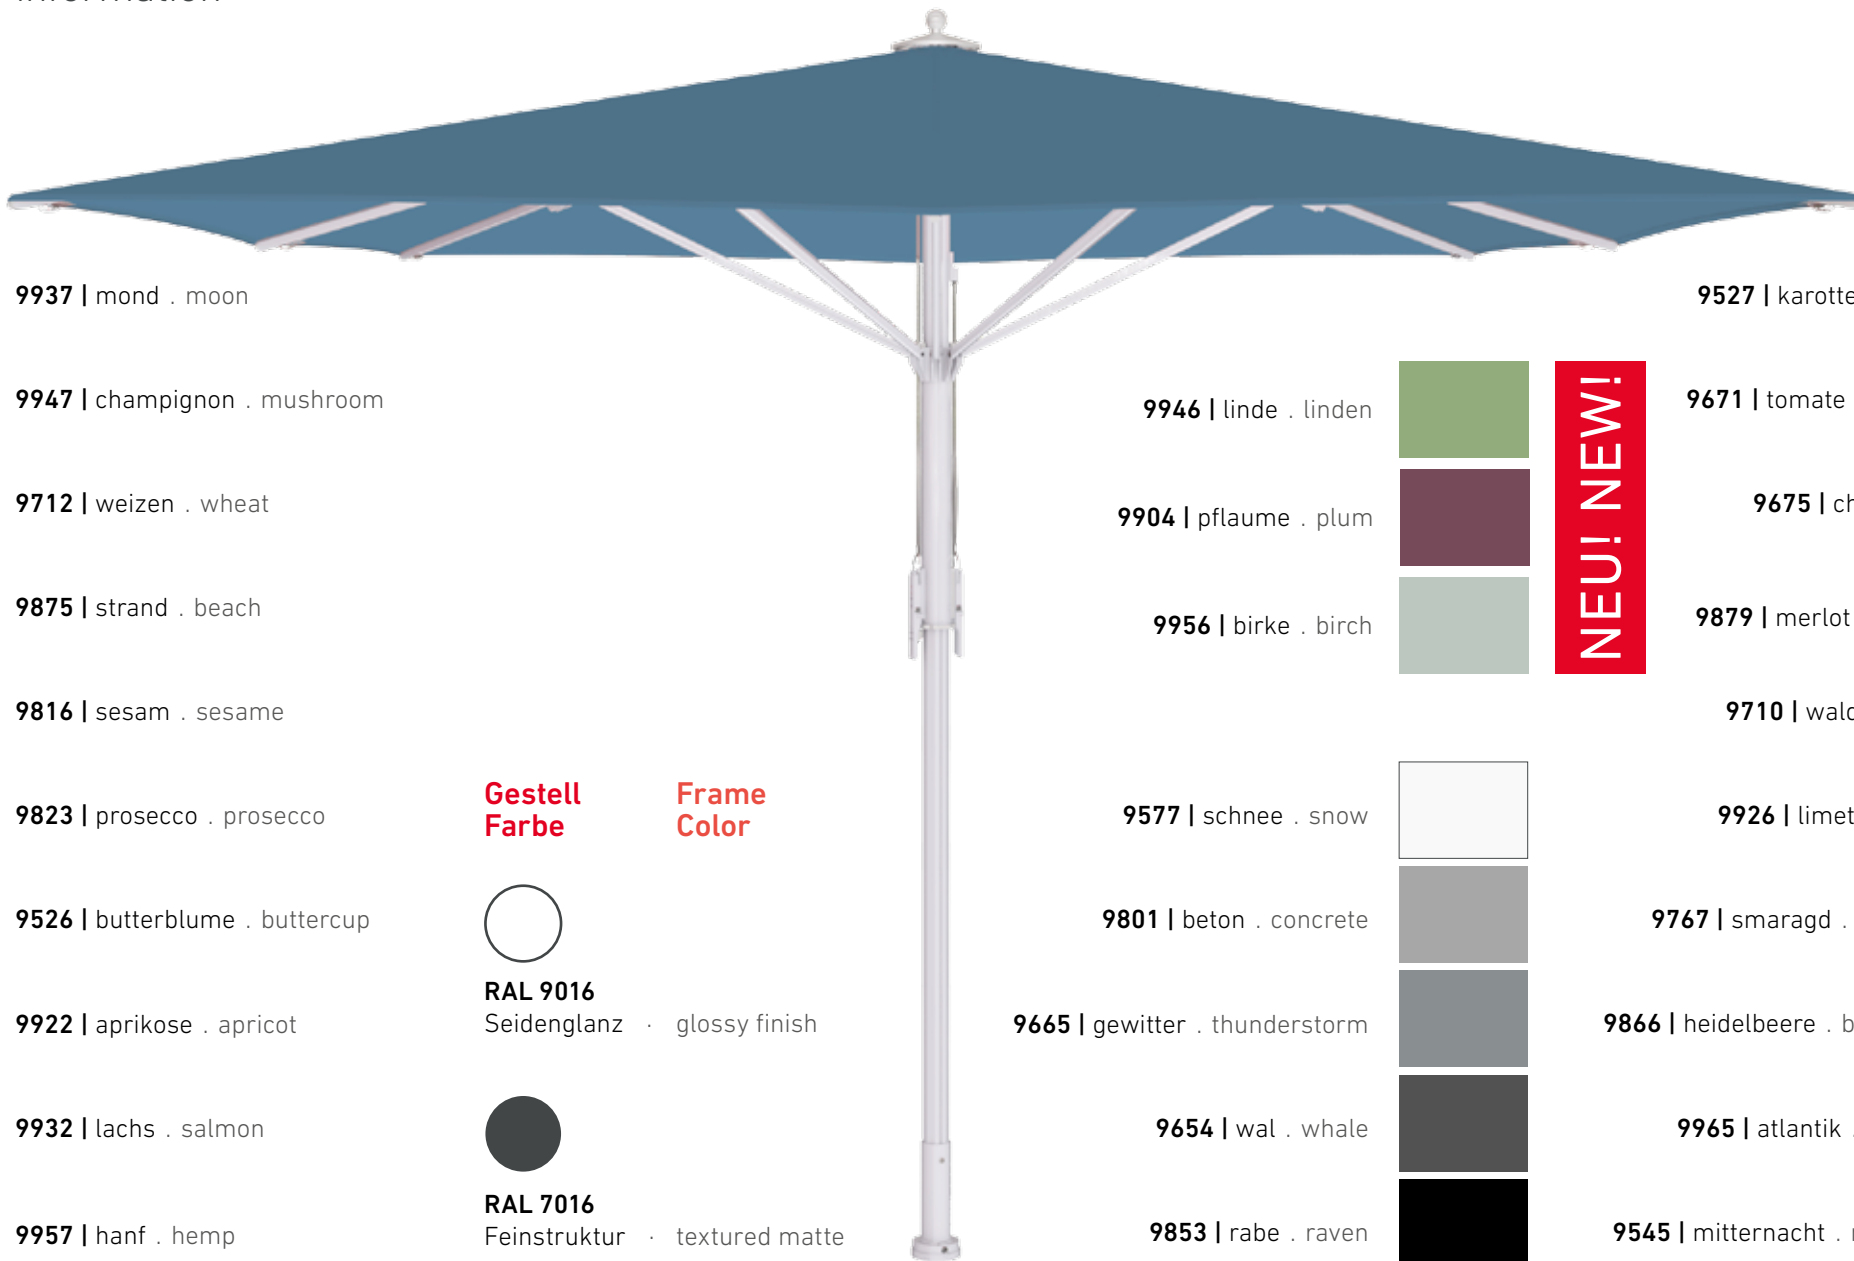 9937 | mond . moon
9947 | champignon . mushroom
9712 | weizen . wheat
9875 | strand . beach
9816 | sesam . sesame
9823 | prosecco . prosecco
9526 | butterblume . buttercup
9922 | aprikose . apricot
9932 | lachs . salmon
9957 | hanf . hemp
Gestell
Farbe
Frame
Color
RAL 9016
Seidenglanz · glossy finish
RAL 7016
Feinstruktur · textured matte
9946 | linde . linden
9904 | pflaume . plum
9956 | birke . birch
NEU! NEW!
9577 | schnee . snow
9801 | beton . concrete
9665 | gewitter . thunderstorm
9654 | wal . whale
9853 | rabe . raven
9527 | karotte
9671 | tomate
9675 |
9879 | merlot
9710 |
9926 |
9767 | smaragd .
9866 | heidelbeere .
9965 | atlantik .
9545 | mitternacht .